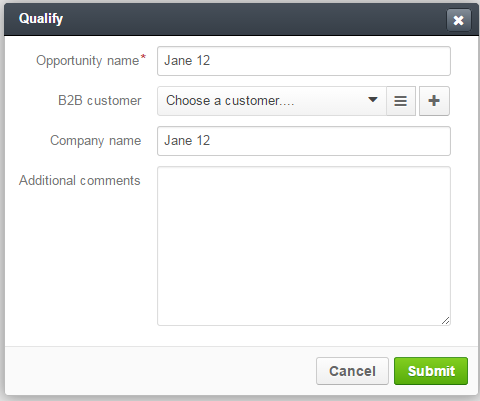 Qualify
Opportunity name* Jane 12
B2B customer Choose a customer....
Company name Jane 12
Additional comments
Cancel Submit